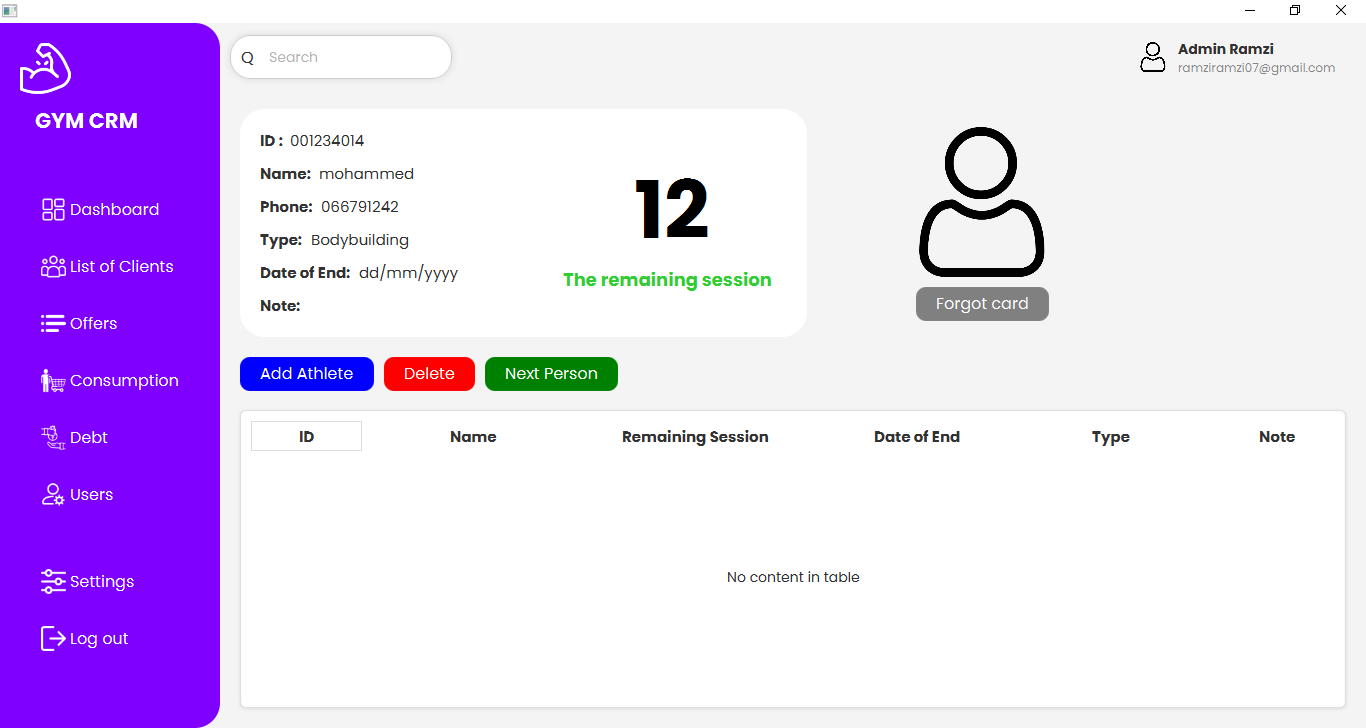 GYM CRM
Dashboard
List of Clients
Offers
Consumption
Debt
Users
Settings
Log out
Q Search
Admin Ramzi
ramziramzi07@gmail.com
ID : 001234014
Name: mohammed
Phone: 066791242
Type: Bodybuilding
Date of End: dd/mm/yyyy
Note:
12
The remaining session
Forgot card
Add Athlete Delete Next Person
ID Name Remaining Session Date of End Type Note
No content in table